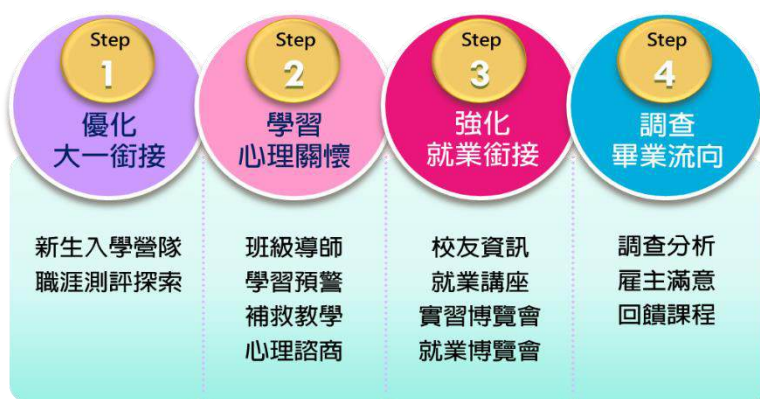 Step
1
優化
大一銜接
新生入學營隊
職涯測評探索
Step
2
學習
心理關懷
班級導師
學習預警
補救教學
心理諮商
Step
3
強化
就業銜接
校友資訊
就業講座
實習博覽會
就業博覽會
Step
4
調查
畢業流向
調查分析
雇主滿意
回饋課程